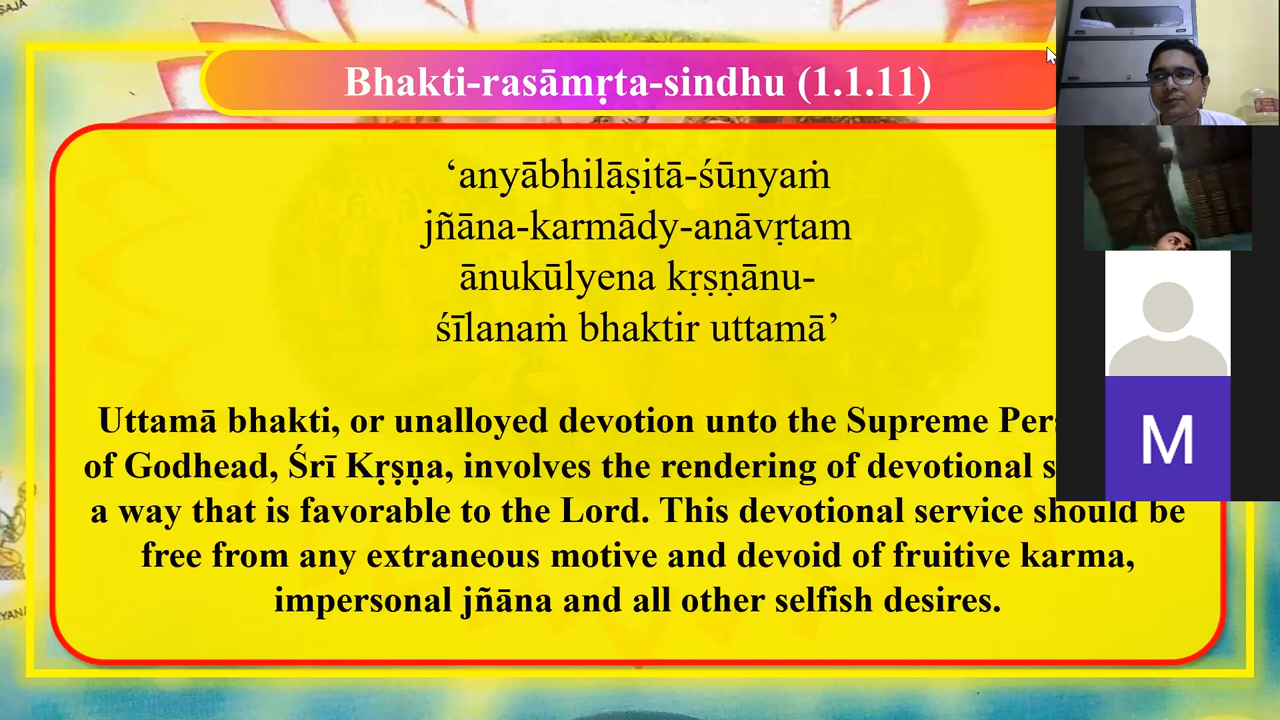 ṢAJA
Bhakti-rasāmṛta-sindhu (1.1.11)
‘anyābhilāṣitā-śūnyaṁ
jñāna-karmādy-anāvṛtam
ānukūlyena kṛṣṇānu-
śīlanaṁ bhaktir uttamā’
Uttamā bhakti, or unalloyed devotion unto the Supreme
of Godhead, Śrī Kṛṣṇa, involves the rendering of devotional
a way that is favorable to the Lord. This devotional service should be
free from any extraneous motive and devoid of fruitive karma,
impersonal jñāna and all other selfish desires.
M